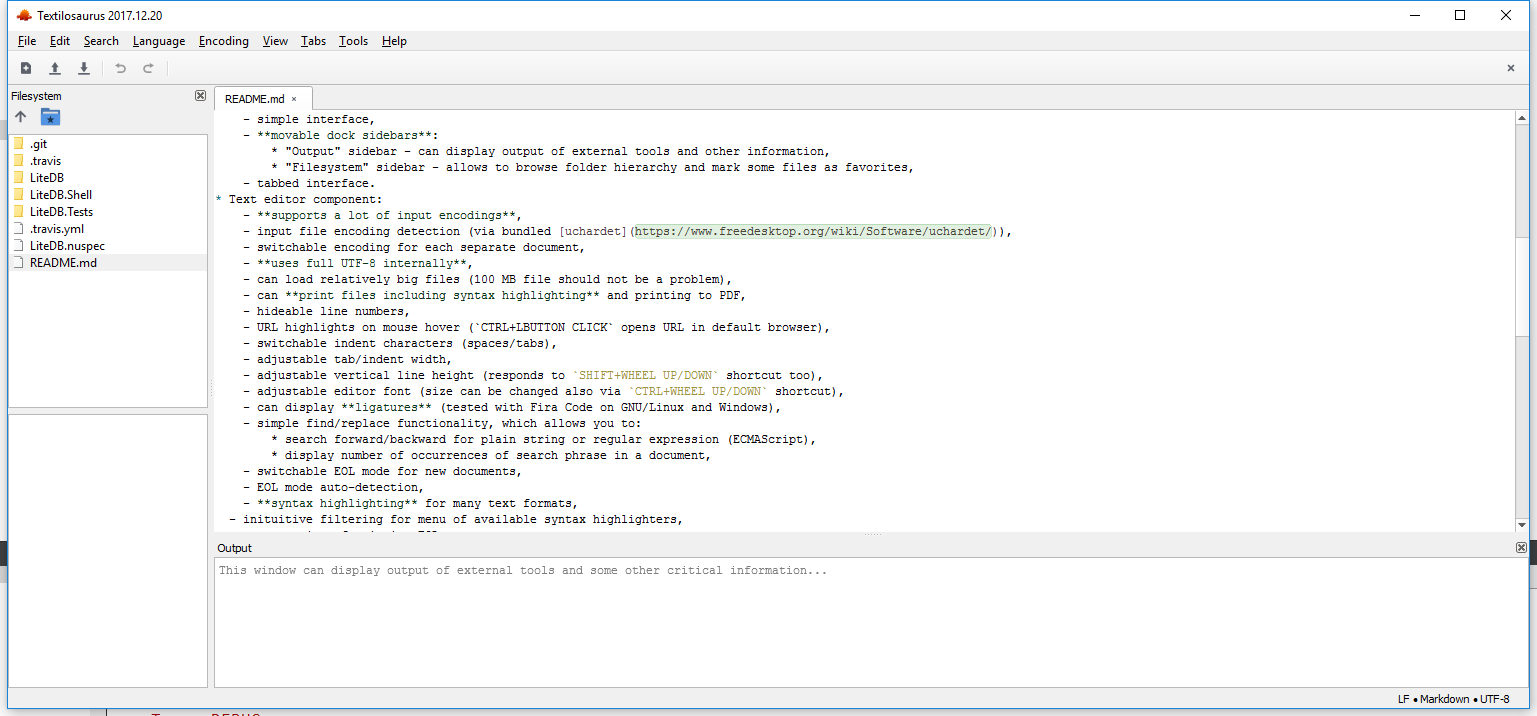 Textilosaurus 2017.12.20
File Edit Search Language Encoding View Tabs Tools Help
Filesystem
.git
.travis
LiteDB
LiteDB.Shell
LiteDB.Tests
.travis.yml
LiteDB.nuspec
README.md
README.md
- simple interface,
- **movable dock sidebars**:
* "Output" sidebar - can display output of external tools and other information,
* "Filesystem" sidebar - allows to browse folder hierarchy and mark some files as favorites,
- tabbed interface.
* Text editor component:
- **supports a lot of input encodings**,
- input file encoding detection (via bundled [uchardet](https://www.freedesktop.org/wiki/Software/uchardet/)),
- switchable encoding for each separate document,
- **uses full UTF-8 internally**,
- can load relatively big files (100 MB file should not be a problem),
- can **print files including syntax highlighting** and printing to PDF,
- hideable line numbers,
- URL highlights on mouse hover (`CTRL+LBUTTON CLICK` opens URL in default browser),
- switchable indent characters (spaces/tabs),
- adjustable tab/indent width,
- adjustable vertical line height (responds to `SHIFT+WHEEL UP/DOWN` shortcut too),
- adjustable editor font (size can be changed also via `CTRL+WHEEL UP/DOWN` shortcut),
- can display **ligatures** (tested with Fira Code on GNU/Linux and Windows),
- simple find/replace functionality, which allows you to:
* search forward/backward for plain string or regular expression (ECMAScript),
* display number of occurrences of search phrase in a document,
- switchable EOL mode for new documents,
- EOL mode auto-detection,
- **syntax highlighting** for many text formats,
- inituitive filtering for menu of available syntax highlighters,
Output
This window can display output of external tools and some other critical information...
LF • Markdown • UTF-8